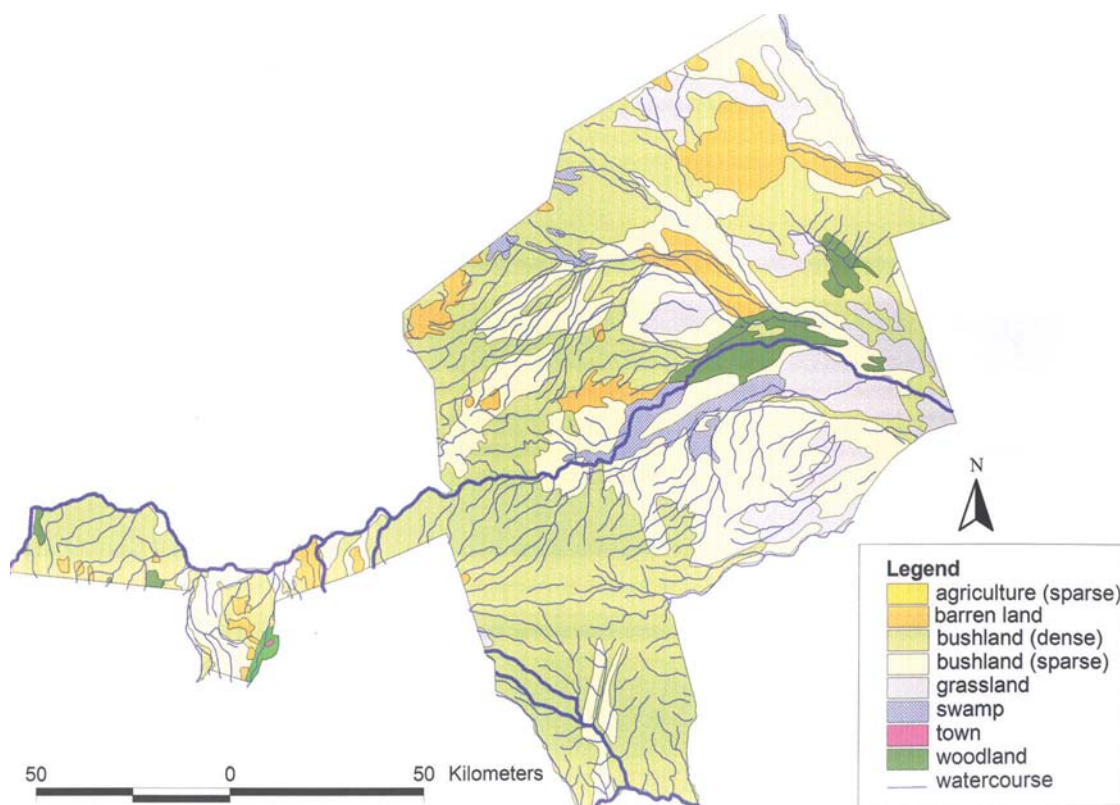 N
Legend
agriculture (sparse)
barren land
bushland (dense)
bushland (sparse)
grassland
swamp
town
woodland
watercourse
50 0 50 Kilometers